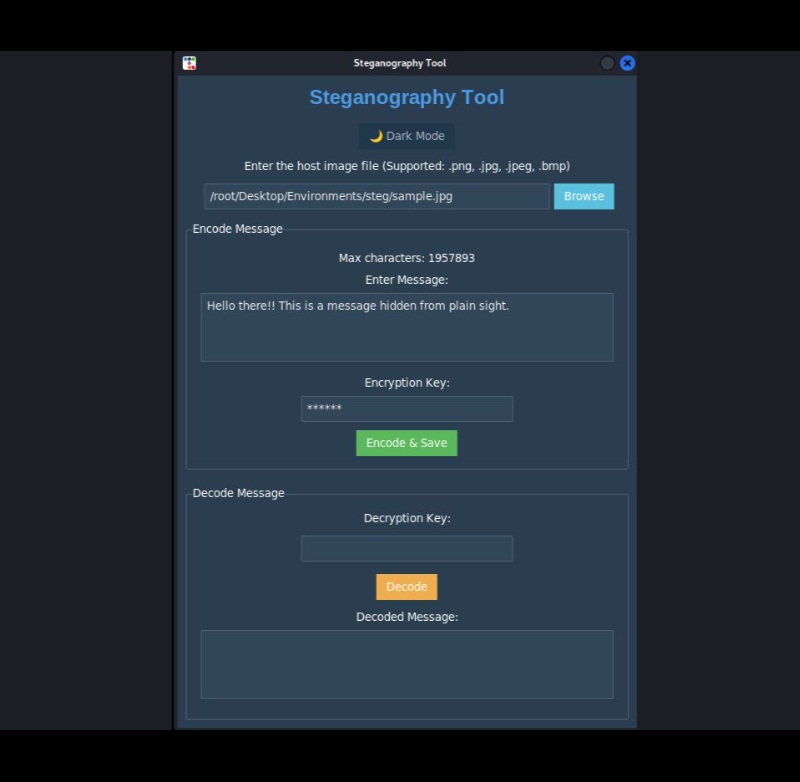 Steganography Tool
Steganography Tool
🌙 Dark Mode
Enter the host image file (Supported: .png, .jpg, .jpeg, .bmp)
/root/Desktop/Environments/steg/sample.jpg Browse
Encode Message
Max characters: 1957893
Enter Message:
Hello there!! This is a message hidden from plain sight.
Encryption Key:
******
Encode & Save
Decode Message
Decryption Key:
Decode
Decoded Message: